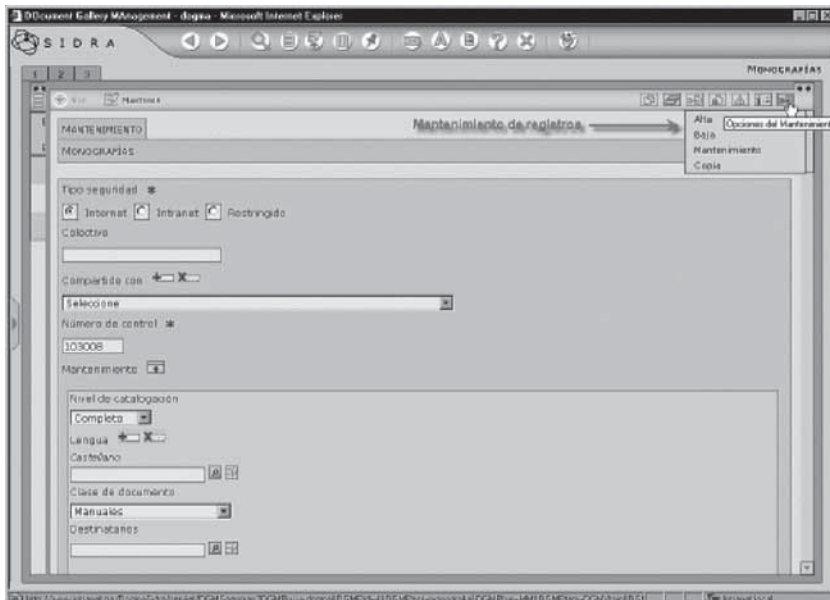 DDocument Gallery MAnagement - dogma - Microsoft Internet Explorer
SIDRA
1 2 3
MONOGRAFÍAS
MANTENIMIENTO
Mantenimiento de registros
Alta
Opciones del Mantenimient
Baja
Mantenimiento
Copia
MONOGRAFÍAS
Tipo seguridad *
Internet Intranet Restringido
Colectivo
Compartido con
Seleccione
Número de control *
103008
Mantenimiento
Nivel de catalogación
Completo
Lengua
Castellano
Clase de documento
Manuales
Destinatarios